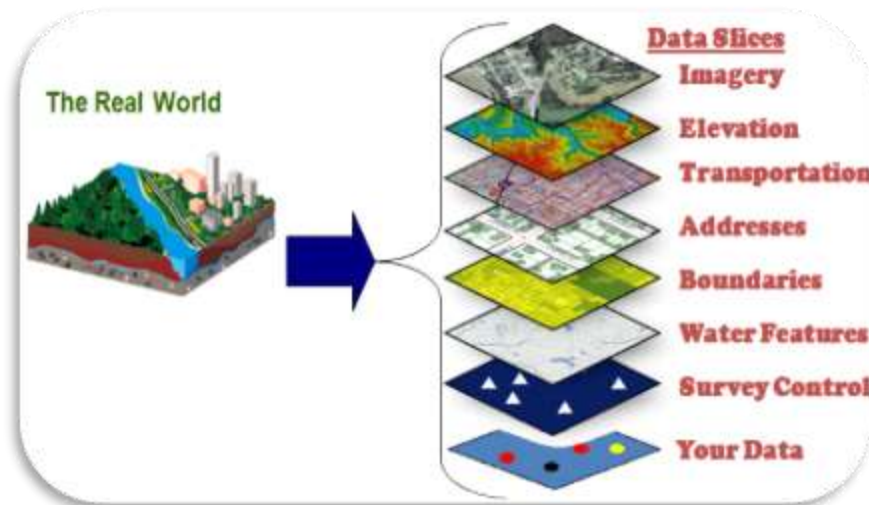 The Real World
Data Slices
Imagery
Elevation
Transportation
Addresses
Boundaries
Water Features
Survey Control
Your Data